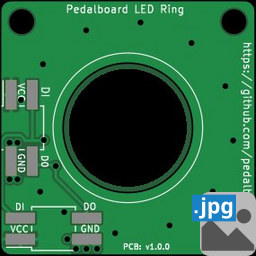 Pedalboard LED Ring
VCC
DI
GND
DO
https://github.com/pedalb
DI
DO
VCC
GND
PCB: v1.0.0
.jpg